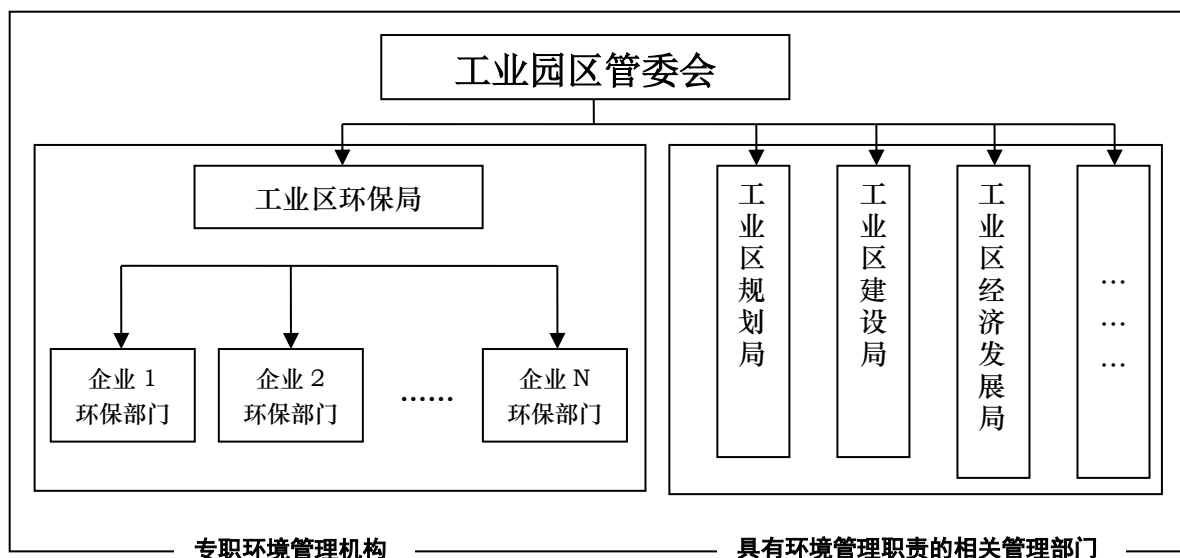 工业园区管委会
工业区环保局
企业 1
环保部门
企业 2
环保部门
……
企业 N
环保部门
工业区规划局
工业区建设局
工业区经济发展局
…
…
…
专职环境管理机构
具有环境管理职责的相关管理部门